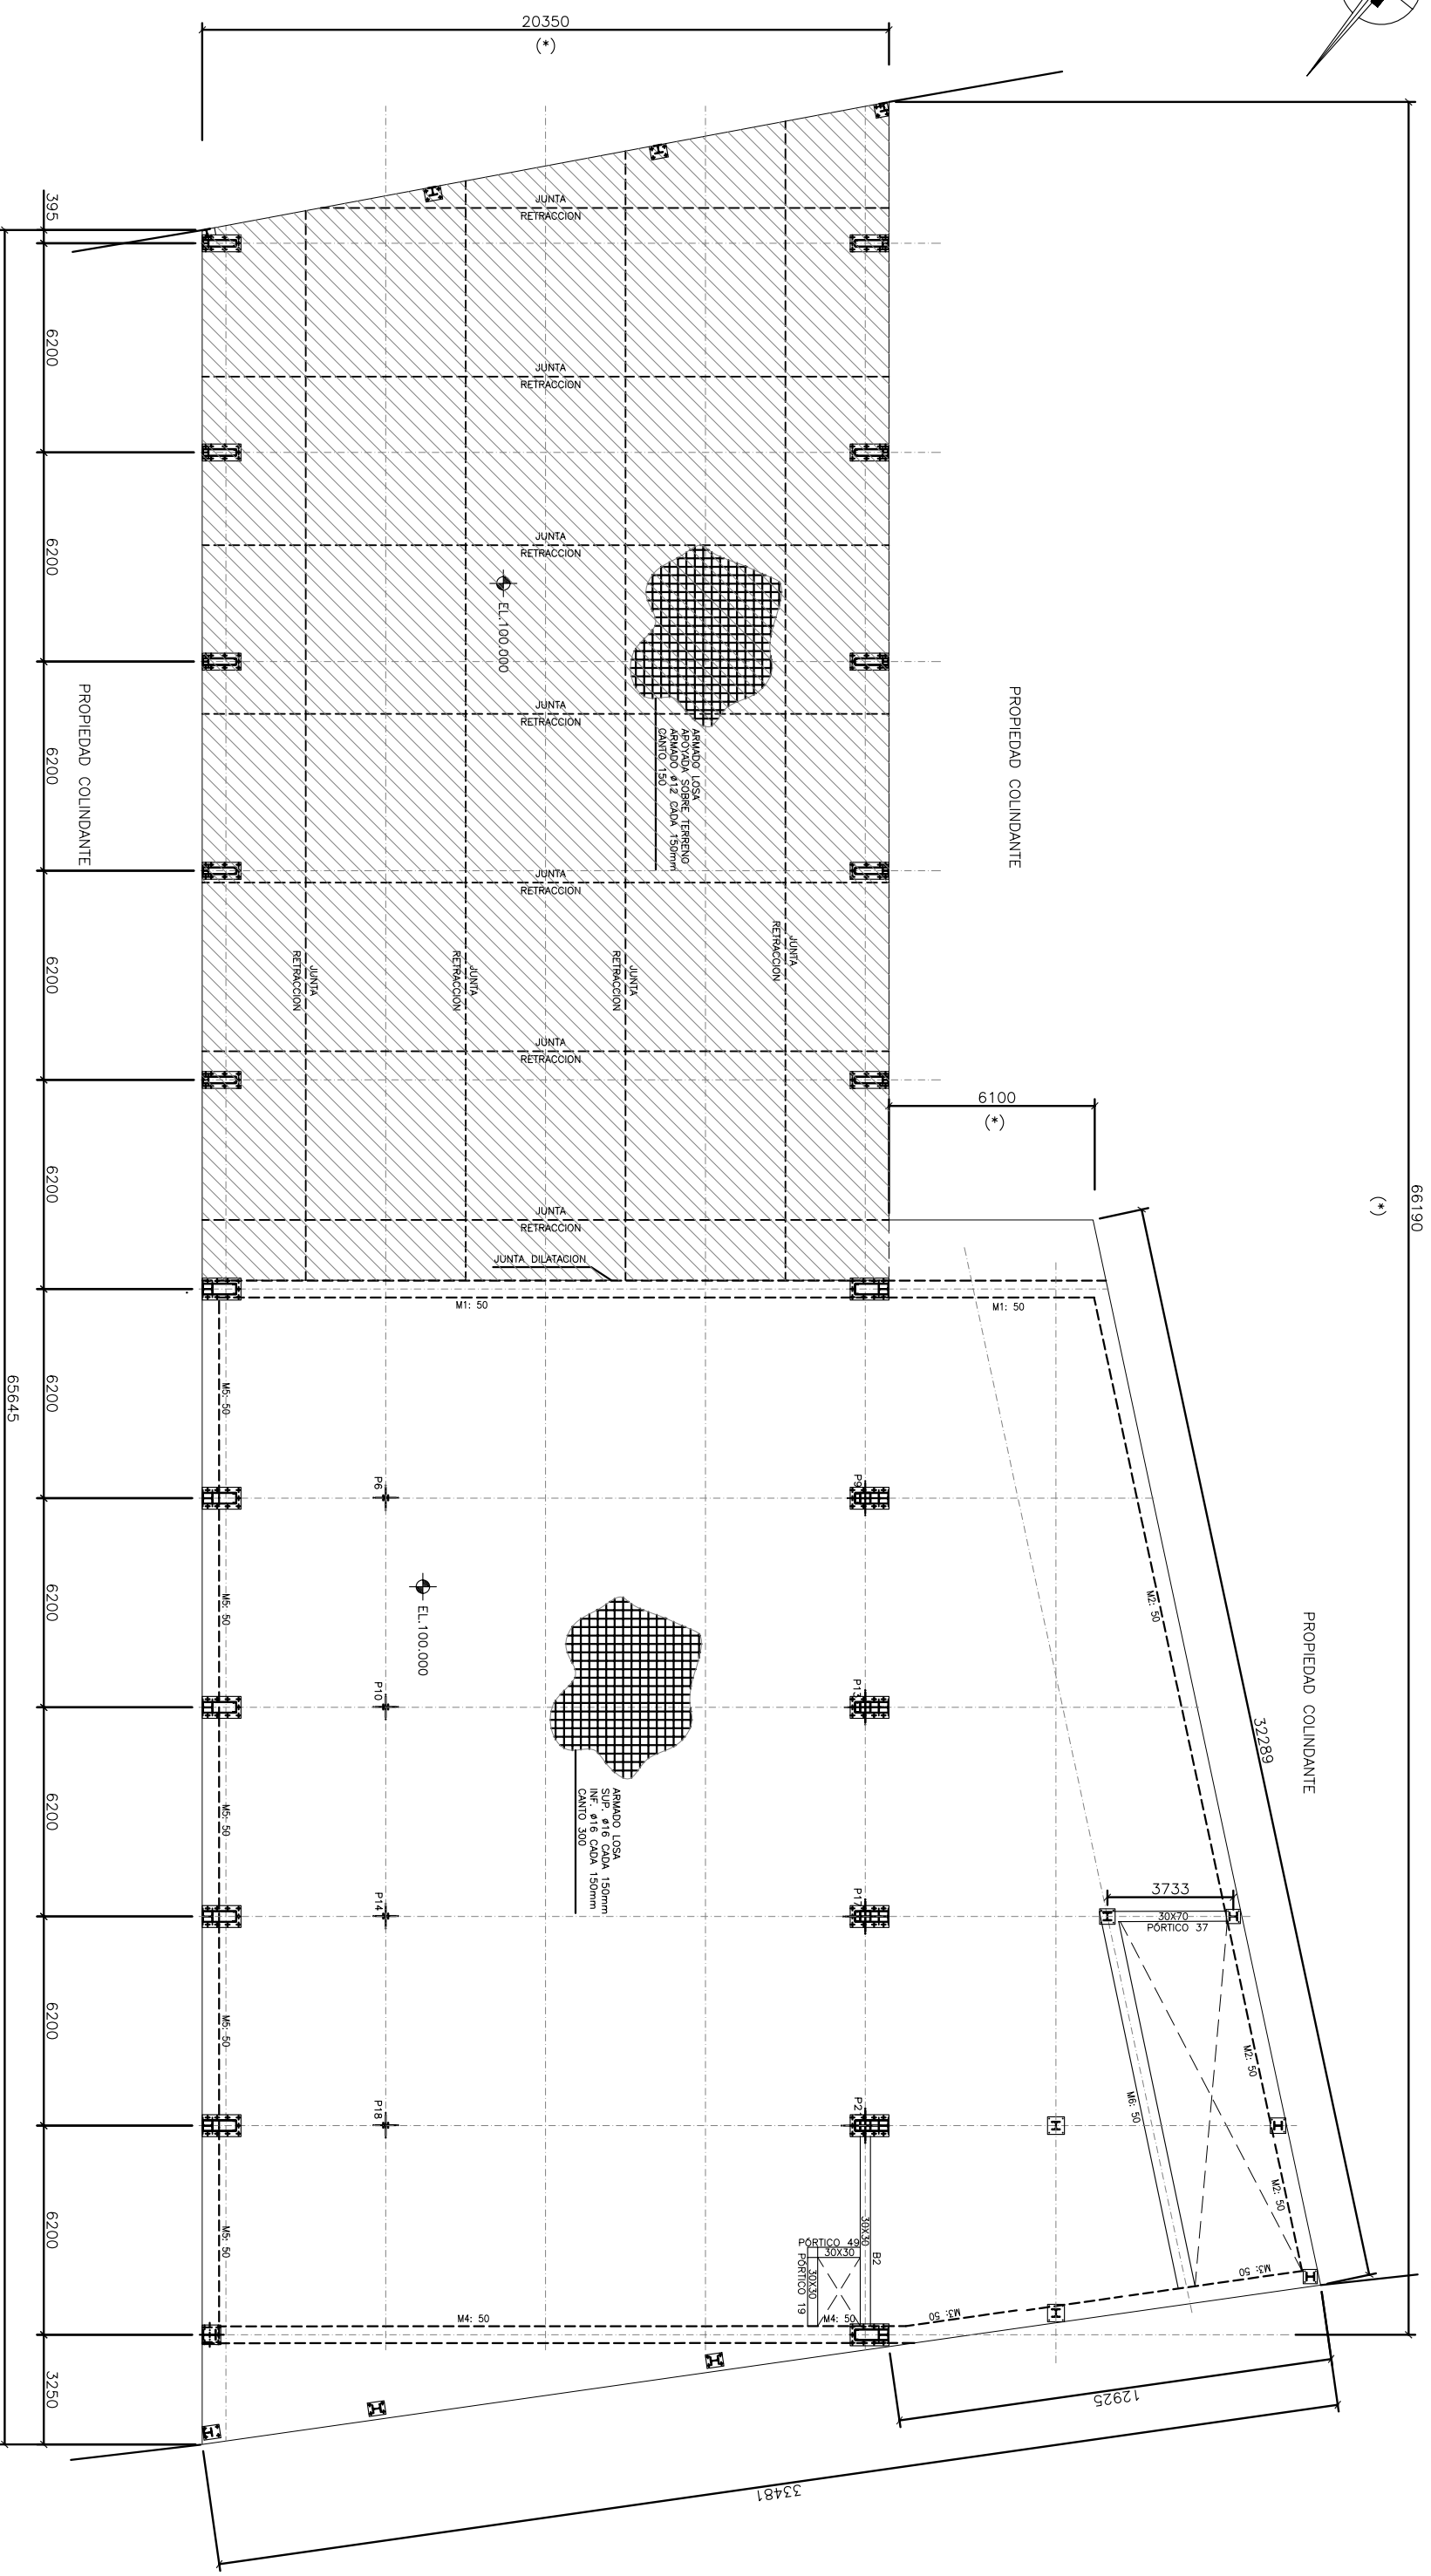 20350
(*)
66190
(*)
395
6200
6200
6200
6200
6200
6200
6200
6200
6200
6200
3250
65645
PROPIEDAD COLINDANTE
PROPIEDAD COLINDANTE
PROPIEDAD COLINDANTE
JUNTA
RETRACCION
JUNTA
RETRACCION
JUNTA
RETRACCION
EL.100.000
ARMADO LOSA
APOYADA SOBRE TERRENO
ARMADO ø12 CADA 150mm
CANTO 150
JUNTA
RETRACCION
JUNTA
RETRACCION
JUNTA
RETRACCION
JUNTA
RETRACCION
JUNTA
RETRACCION
JUNTA
RETRACCION
JUNTA
RETRACCION
6100
(*)
JUNTA
RETRACCION
JUNTA DILATACION
M1: 50
M1: 50
M5: 50
P6
P9
M2: 50
M5: 50
EL.100.000
32289
P10
P13
ARMADO LOSA
SUP. ø16 CADA 150mm
INF. ø16 CADA 150mm
CANTO 300
M5: 50
P14
P17
3733
30X70
PÓRTICO 37
M5: 50
M2: 50
M6: 50
P18
P21
M2: 50
M5: 50
30X30
B2
PÓRTICO 49
30X30
30X30
PÓRTICO 19
M3: 50
M3: 50
M4: 50
M4: 50
12925
33481